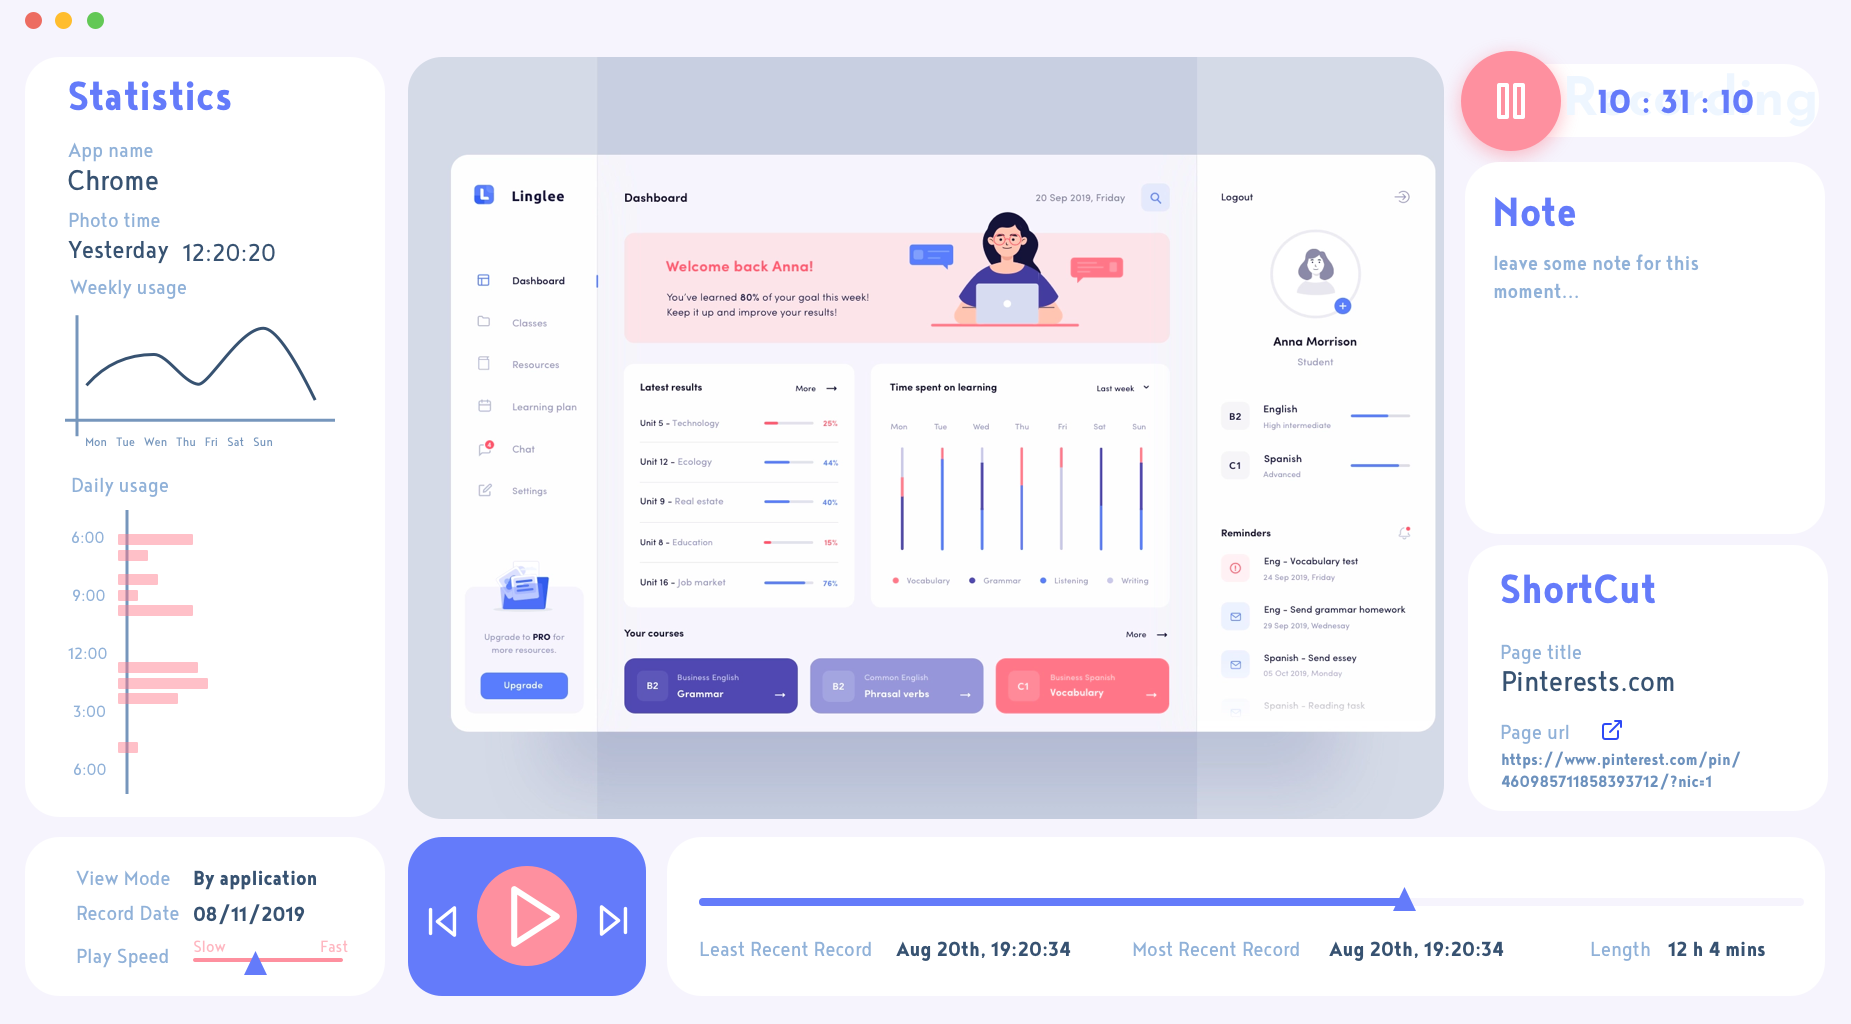 Statistics
App name
Chrome
Photo time
Yesterday 12:20:20
Weekly usage
Mon Tue Wen Thu Fri Sat Sun
Daily usage
6:00
9:00
12:00
3:00
6:00
View Mode By application
Record Date 08/11/2019
Slow Fast
Play Speed
Linglee
Dashboard
Classes
Resources
Learning plan
4
Chat
Settings
Upgrade to PRO for
more resources.
Upgrade
Dashboard
20 Sep 2019, Friday
Welcome back Anna!
You've learned 80% of your goal this week!
Keep it up and improve your results!
Latest results More
Unit 5 - Technology 25%
Unit 12 - Ecology 44%
Unit 9 - Real estate 40%
Unit 8 - Education 15%
Unit 16 - Job market 76%
Time spent on learning Last week
Mon Tue Wed Thu Fri Sat Sun
Vocabulary Grammar Listening Writing
Your courses More
B2 Business English
Grammar
B2 Common English
Phrasal verbs
C1 Business Spanish
Vocabulary
Logout
Anna Morrison
Student
B2 English
High intermediate
C1 Spanish
Advanced
Reminders
Eng - Vocabulary test
24 Sep 2019, Friday
Eng - Send grammar homework
29 Sep 2019, Wednesay
Spanish - Send essey
05 Oct 2019, Monday
Spanish - Reading task
Recording
10 : 31 : 10
Note
leave some note for this
moment...
ShortCut
Page title
Pinterests.com
Page url
https://www.pinterest.com/pin/
460985711858393712/?nic=1
Least Recent Record Aug 20th, 19:20:34 Most Recent Record Aug 20th, 19:20:34 Length 12 h 4 mins